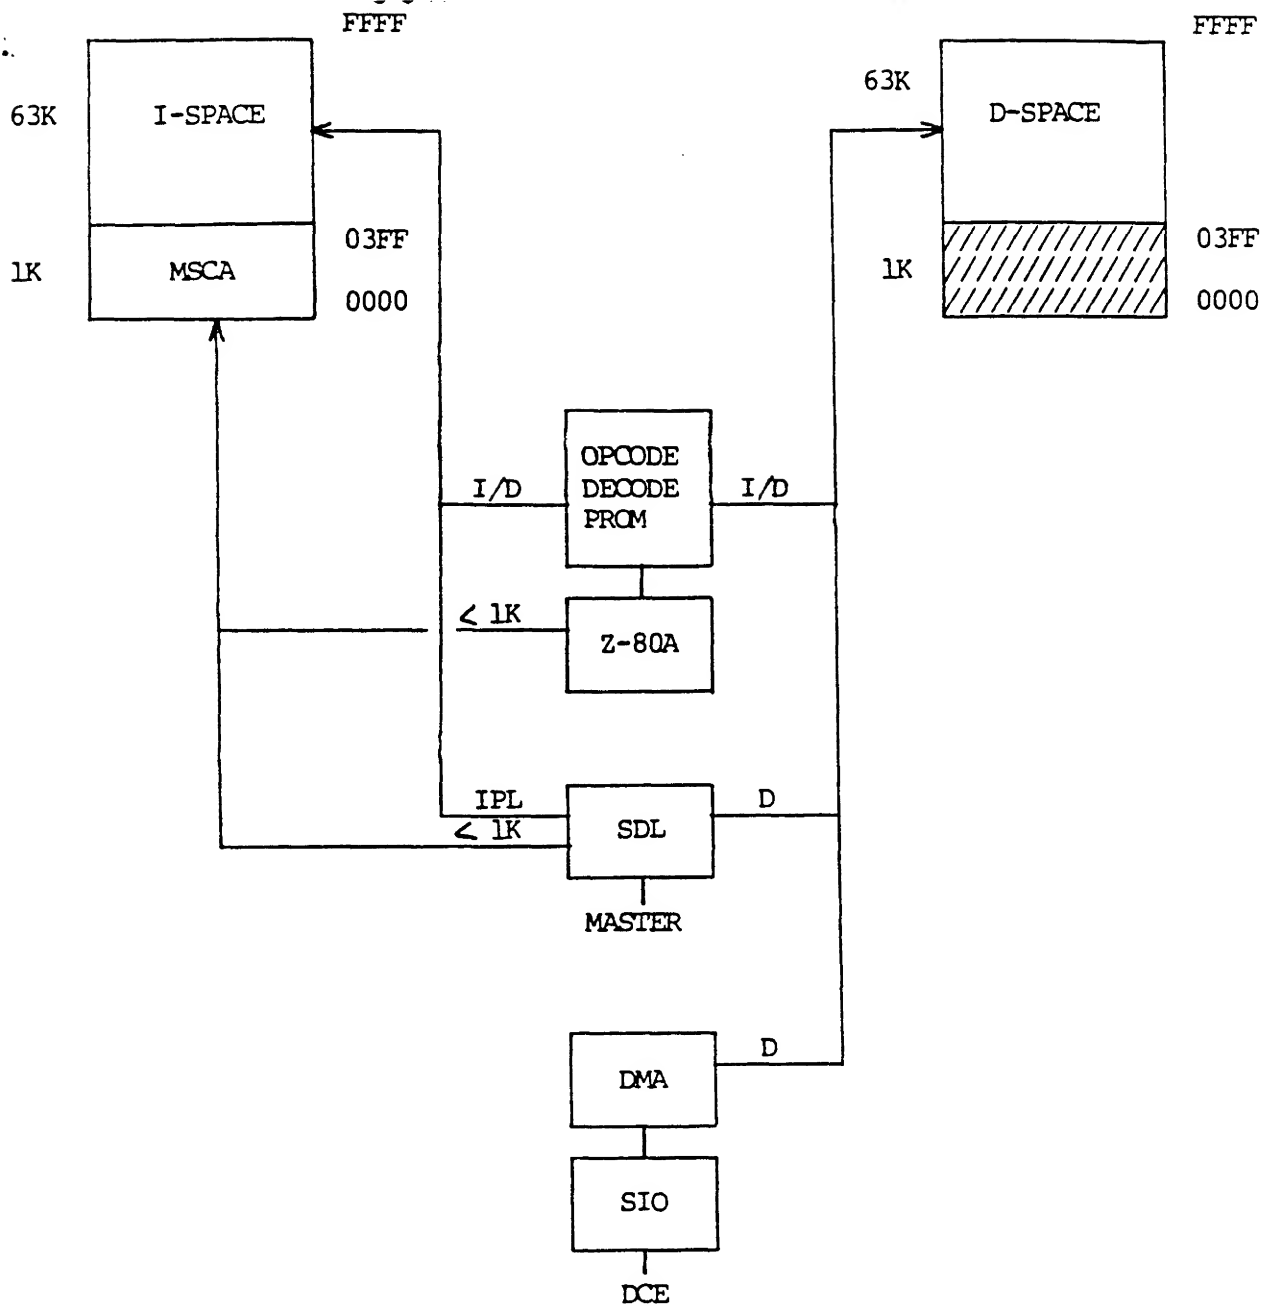 FFFF
FFFF
63K
I-SPACE
63K
D-SPACE
03FF
03FF
1K
MSCA
1K
0000
0000
OPCODE
DECODE
PROM
I/D
I/D
< 1K
Z-80A
IPL
D
< 1K
SDL
MASTER
D
DMA
SIO
DCE